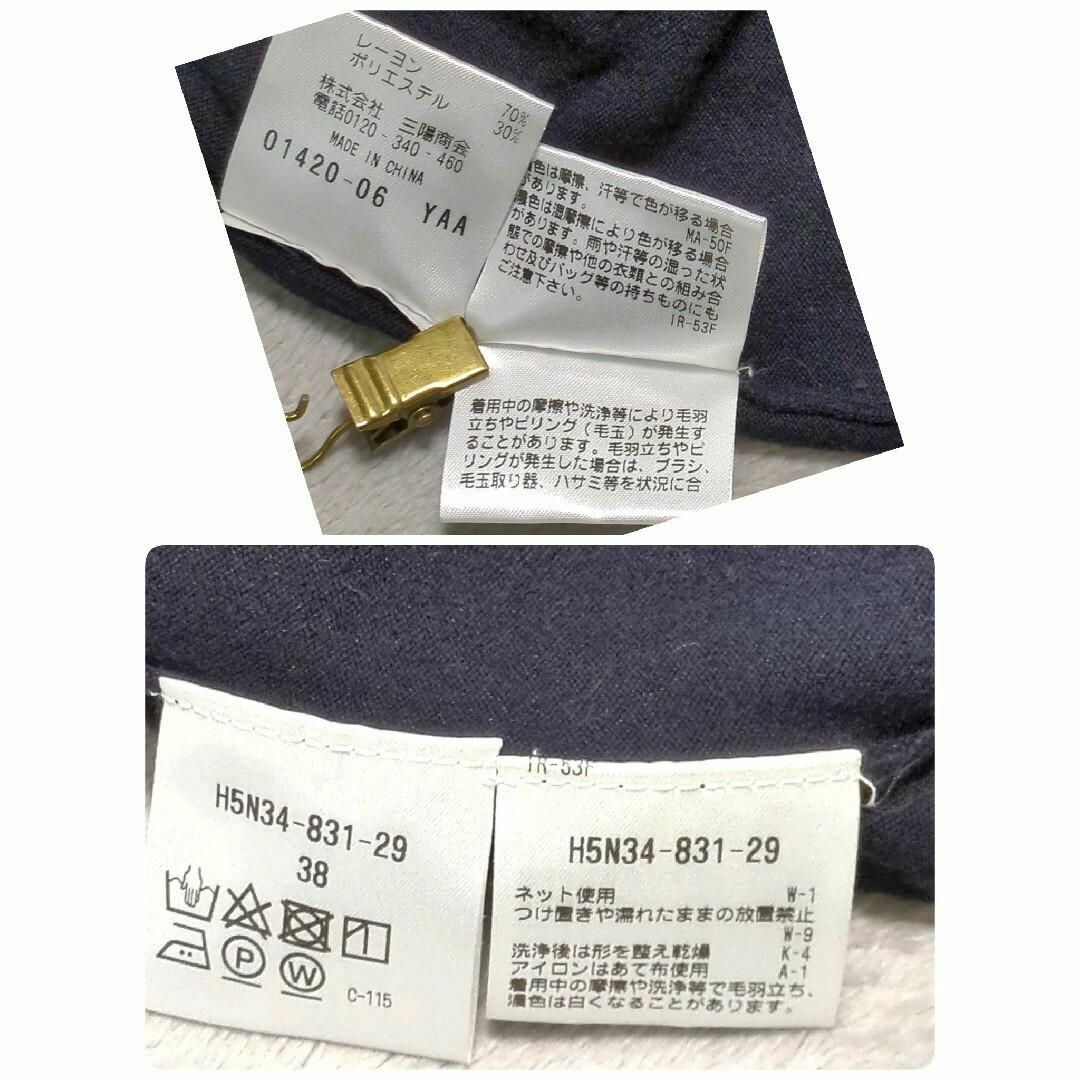 レーヨン 70%
ポリエステル 30%
株式会社 三陽商会
電話0120-340-460
MADE IN CHINA
01420-06 YAA
濃色は摩擦、汗等で色が移る場合
があります。 MA-50F
濃色は湿摩擦により色が移る場合
があります。雨や汗等の湿った状
態での摩擦や他の衣類との組み合
わせ及びバッグ等の持ちものにも
ご注意下さい。
IR-53F
着用中の摩擦や洗浄等により毛羽
立ちやピリング(毛玉)が発生す
ることがあります。毛羽立ちやピ
リングが発生した場合は、ブラシ、
毛玉取り器、ハサミ等を状況に合
H5N34-831-29
38
C-115
IR-53F
H5N34-831-29
ネット使用 W-1
つけ置きや濡れたままの放置禁止
W-9
洗浄後は形を整え乾燥 K-4
アイロンはあて布使用 A-1
着用中の摩擦や洗浄等で毛羽立ち、
濃色は白くなることがあります。